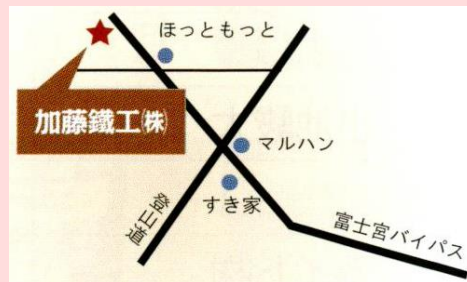 ほっともっと
加藤鐵工㈱
マルハン
すき家
登山道
富士宮バイパス